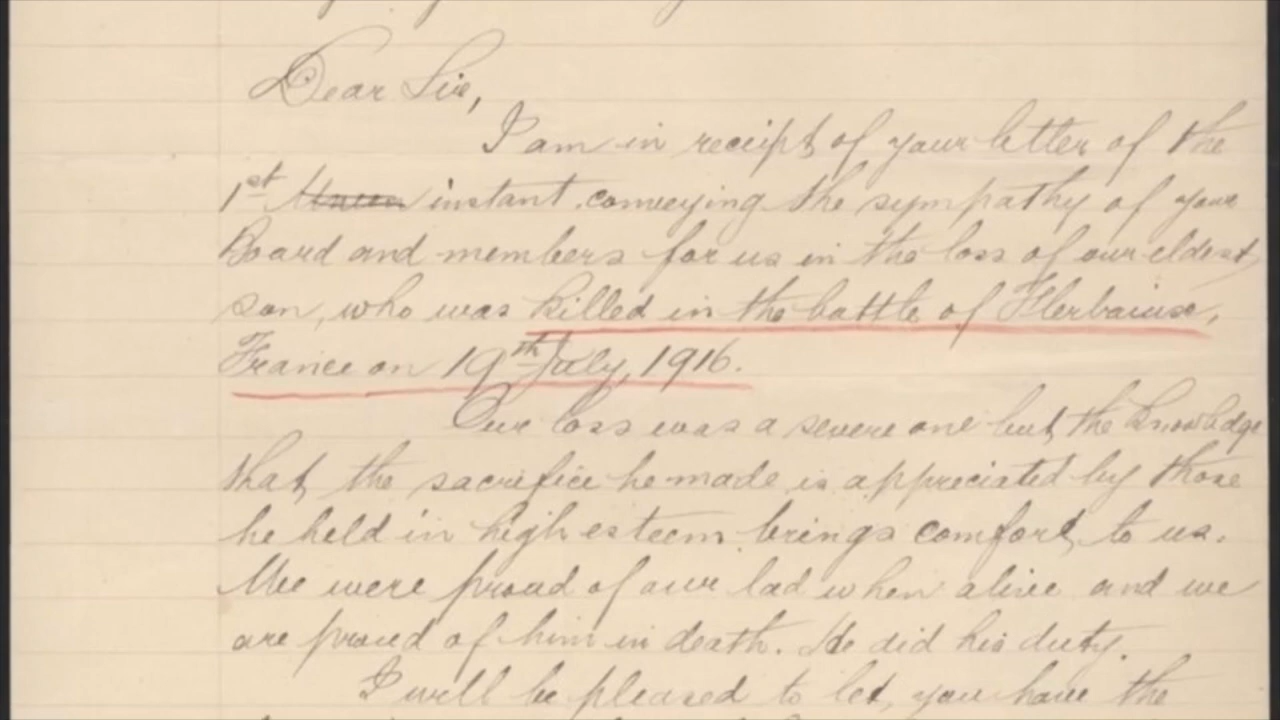 Dear Sir,
I am in receipt of your letter of the
1st instant conveying the sympathy of your
Board and members for us in the loss of our eldest
son, who was killed in the battle of
France on 19th July, 1916.
Our loss was a severe one but the knowledge
that the sacrifice he made is appreciated by those
he held in high esteem brings comfort to us.
We were proud of our lad when alive and we
are proud of him in death. He did his duty.
I will be pleased to let you have the